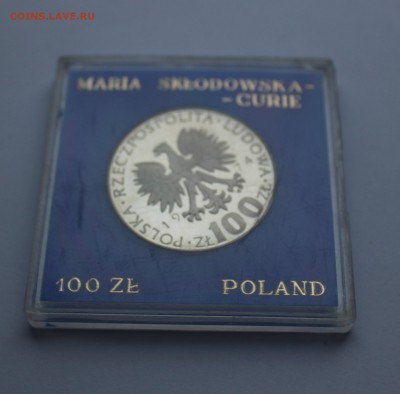 COINS.LAVE.RU
MARIA SKŁODOWSKA-
-CURIE
POLSKA·RZECZPOSPOLITA·LUDOWA
ZŁ 100 ZŁ
100 ZŁ POLAND